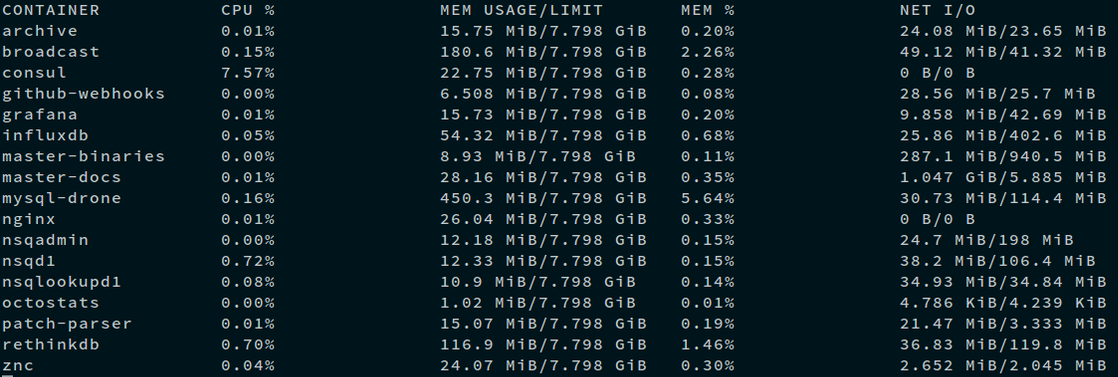 CONTAINER CPU % MEM USAGE/LIMIT MEM % NET I/O
archive 0.01% 15.75 MiB/7.798 GiB 0.20% 24.08 MiB/23.65 MiB
broadcast 0.15% 180.6 MiB/7.798 GiB 2.26% 49.12 MiB/41.32 MiB
consul 7.57% 22.75 MiB/7.798 GiB 0.28% 0 B/0 B
github-webhooks 0.00% 6.508 MiB/7.798 GiB 0.08% 28.56 MiB/25.7 MiB
grafana 0.01% 15.73 MiB/7.798 GiB 0.20% 9.858 MiB/42.69 MiB
influxdb 0.05% 54.32 MiB/7.798 GiB 0.68% 25.86 MiB/402.6 MiB
master-binaries 0.00% 8.93 MiB/7.798 GiB 0.11% 287.1 MiB/940.5 MiB
master-docs 0.01% 28.16 MiB/7.798 GiB 0.35% 1.047 GiB/5.885 MiB
mysql-drone 0.16% 450.3 MiB/7.798 GiB 5.64% 30.73 MiB/114.4 MiB
nginx 0.01% 26.04 MiB/7.798 GiB 0.33% 0 B/0 B
nsqadmin 0.00% 12.18 MiB/7.798 GiB 0.15% 24.7 MiB/198 MiB
nsqd1 0.72% 12.33 MiB/7.798 GiB 0.15% 38.2 MiB/106.4 MiB
nsqlookupd1 0.08% 10.9 MiB/7.798 GiB 0.14% 34.93 MiB/34.84 MiB
octostats 0.00% 1.02 MiB/7.798 GiB 0.01% 4.786 KiB/4.239 KiB
patch-parser 0.01% 15.07 MiB/7.798 GiB 0.19% 21.47 MiB/3.333 MiB
rethinkdb 0.70% 116.9 MiB/7.798 GiB 1.46% 36.83 MiB/119.8 MiB
znc 0.04% 24.07 MiB/7.798 GiB 0.30% 2.652 MiB/2.045 MiB